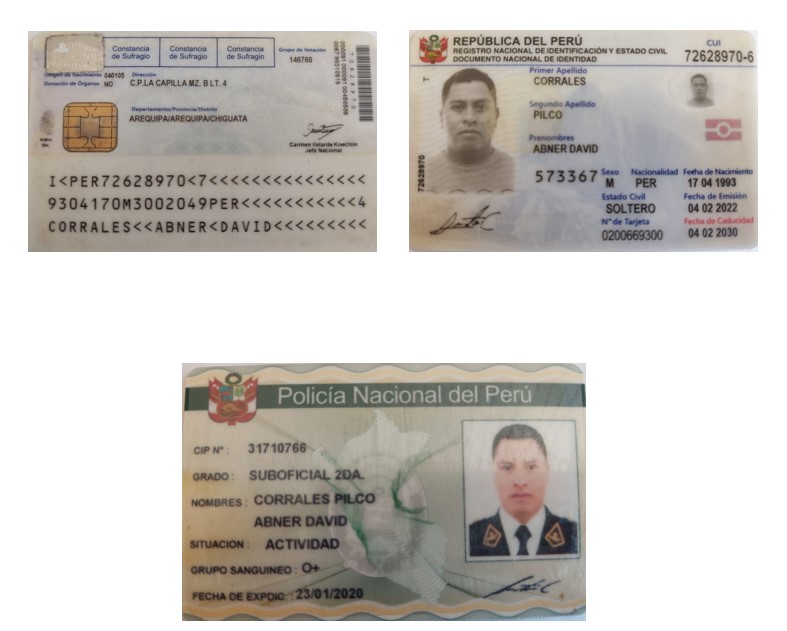 Constancia de Sufragio
Constancia de Sufragio
Constancia de Sufragio
Grupo de Votación
146768
Ubigeo de Nacimiento 040105
Donación de Órganos NO
Dirección
C.P.LA CAPILLA MZ. B LT. 4
Departamento/Provincia/Distrito
AREQUIPA/AREQUIPA/CHIGUATA
Carmen Velarde Koechlin
Jefa Nacional
I<PER72628970<7<<<<<<<<<<<<<<<
9304170M3002049PER<<<<<<<<<<<4
CORRALES<<ABNER<DAVID<<<<<<<<<
REPÚBLICA DEL PERÚ
REGISTRO NACIONAL DE IDENTIFICACIÓN Y ESTADO CIVIL
DOCUMENTO NACIONAL DE IDENTIDAD
CUI
72628970-6
Primer Apellido
CORRALES
Segundo Apellido
PILCO
Prenombres
ABNER DAVID
T
72628970
573367
Sexo Nacionalidad Fecha de Nacimiento
M PER 17 04 1993
Estado Civil Fecha de Emisión
SOLTERO 04 02 2022
N° de Tarjeta Fecha de Caducidad
0200669300 04 02 2030
Policía Nacional del Perú
CIP N° : 31710766
GRADO : SUBOFICIAL 2DA.
NOMBRES : CORRALES PILCO
ABNER DAVID
SITUACION : ACTIVIDAD
GRUPO SANGUINEO : O+
FECHA DE EXPDIC. : 23/01/2020